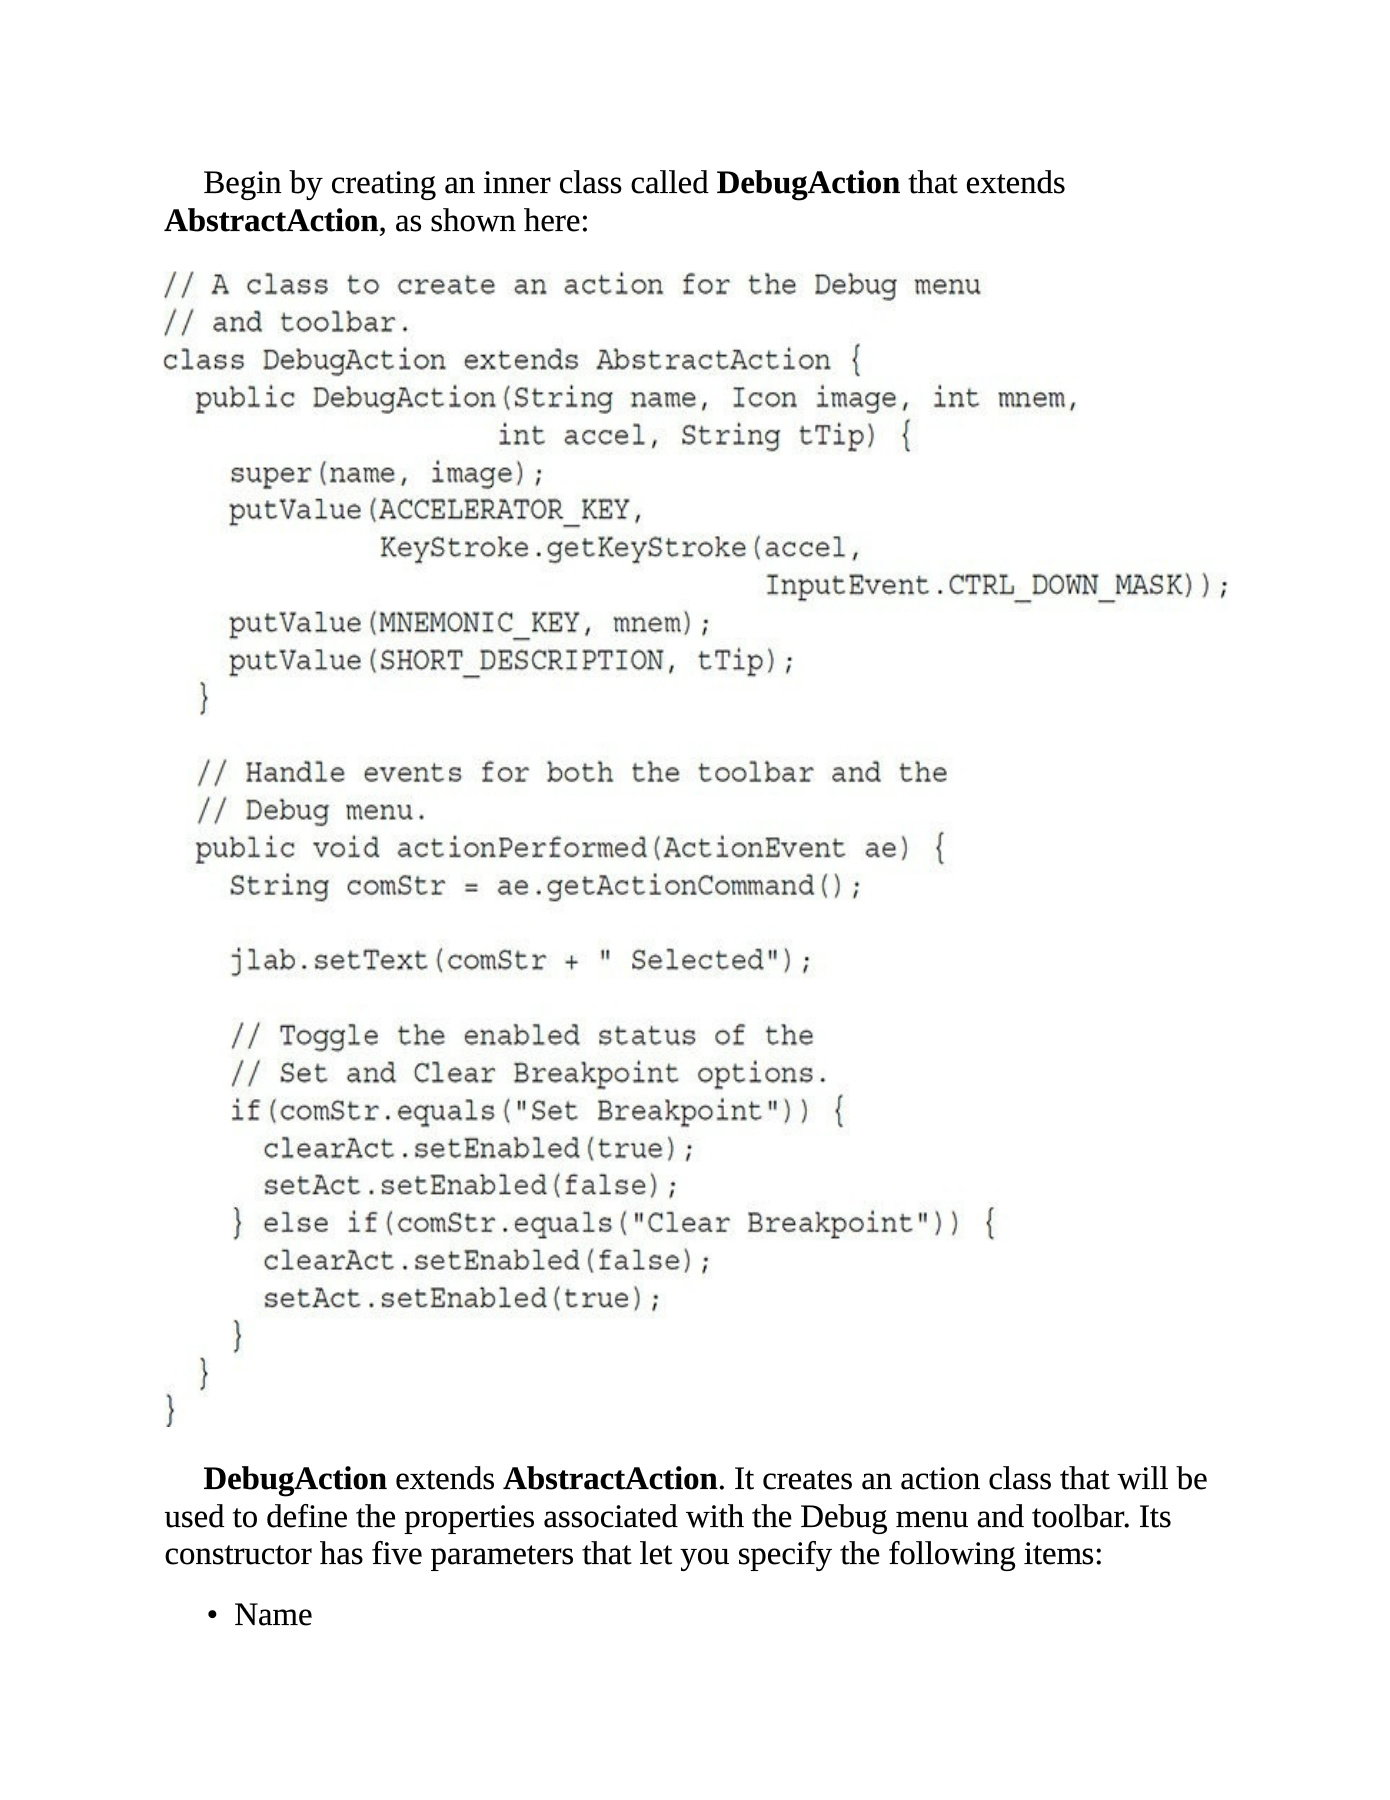 Begin by creating an inner class called DebugAction that extends
AbstractAction, as shown here:
// A class to create an action for the Debug menu
// and toolbar.
class DebugAction extends AbstractAction {
  public DebugAction(String name, Icon image, int mnem,
                    int accel, String tTip) {
    super(name, image);
    putValue(ACCELERATOR_KEY,
             KeyStroke.getKeyStroke(accel,
                                    InputEvent.CTRL_DOWN_MASK));
    putValue(MNEMONIC_KEY, mnem);
    putValue(SHORT_DESCRIPTION, tTip);
  }

  // Handle events for both the toolbar and the
  // Debug menu.
  public void actionPerformed(ActionEvent ae) {
    String comStr = ae.getActionCommand();

    jlab.setText(comStr + " Selected");

    // Toggle the enabled status of the
    // Set and Clear Breakpoint options.
    if(comStr.equals("Set Breakpoint")) {
      clearAct.setEnabled(true);
      setAct.setEnabled(false);
    } else if(comStr.equals("Clear Breakpoint")) {
      clearAct.setEnabled(false);
      setAct.setEnabled(true);
    }
  }
}
DebugAction extends AbstractAction. It creates an action class that will be
used to define the properties associated with the Debug menu and toolbar. Its
constructor has five parameters that let you specify the following items:
• Name